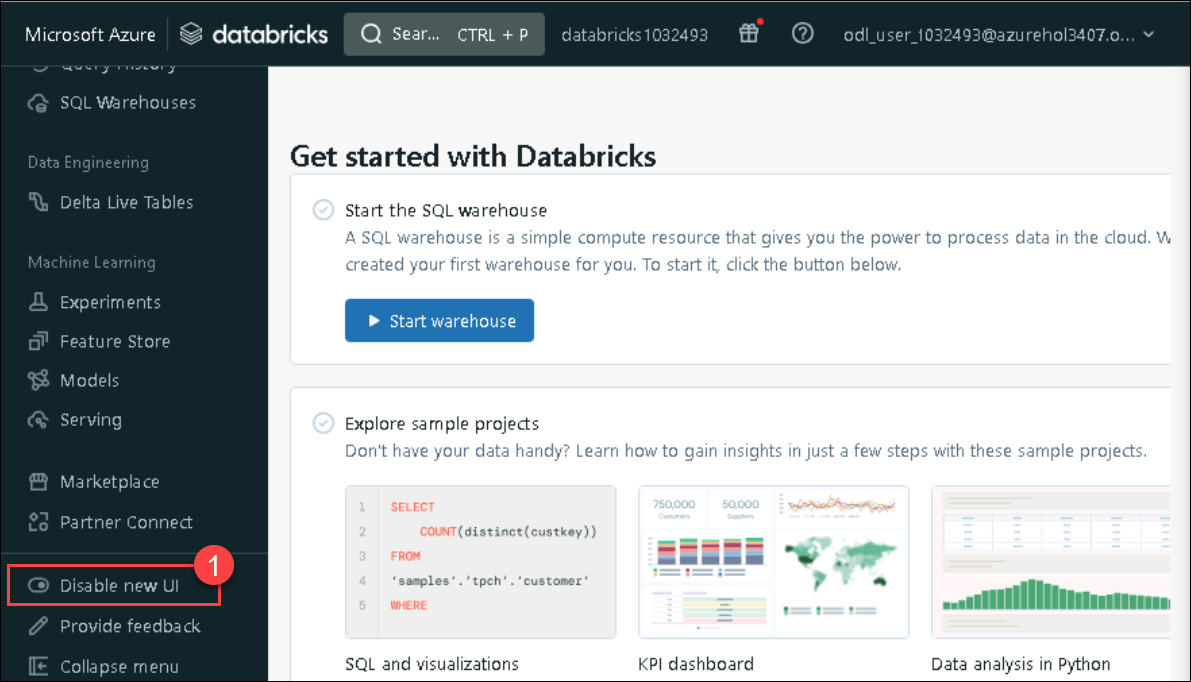 Microsoft Azure
databricks
Sear... CTRL + P
databricks1032493
odl_user_1032493@azurehol3407.o...
Query History
SQL Warehouses
Data Engineering
Delta Live Tables
Machine Learning
Experiments
Feature Store
Models
Serving
Marketplace
Partner Connect
1
Disable new UI
Provide feedback
Collapse menu
Get started with Databricks
Start the SQL warehouse
A SQL warehouse is a simple compute resource that gives you the power to process data in the cloud. W
created your first warehouse for you. To start it, click the button below.
Start warehouse
Explore sample projects
Don't have your data handy? Learn how to gain insights in just a few steps with these sample projects.
1 SELECT
2 COUNT(distinct(custkey))
3 FROM
4 'samples'.'tpch'.'customer'
5 WHERE
750,000 50,000
Customers Suppliers
SQL and visualizations
KPI dashboard
Data analysis in Python